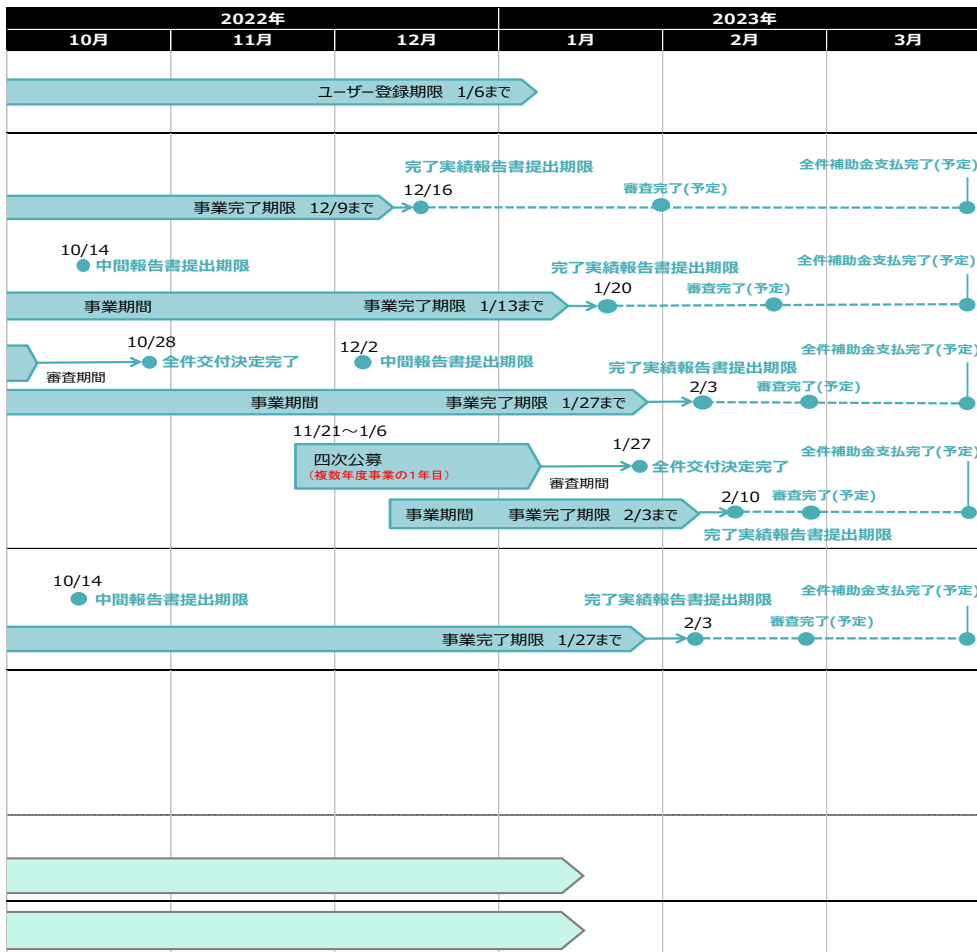 2022年 2023年
10月 11月 12月 1月 2月 3月
ユーザー登録期限 1/6まで
完了実績報告書提出期限
全件補助金支払完了(予定)
12/16
審査完了(予定)
事業完了期限 12/9まで
10/14
中間報告書提出期限
完了実績報告書提出期限
全件補助金支払完了(予定)
1/20
審査完了(予定)
事業期間
事業完了期限 1/13まで
10/28
全件交付決定完了
審査期間
12/2
中間報告書提出期限
完了実績報告書提出期限
全件補助金支払完了(予定)
2/3
審査完了(予定)
事業期間
事業完了期限 1/27まで
11/21～1/6
四次公募
(複数年度事業の1年目)
1/27
全件交付決定完了
審査期間
全件補助金支払完了(予定)
2/10
審査完了(予定)
事業期間
事業完了期限 2/3まで
完了実績報告書提出期限
10/14
中間報告書提出期限
完了実績報告書提出期限
全件補助金支払完了(予定)
2/3
審査完了(予定)
事業完了期限 1/27まで